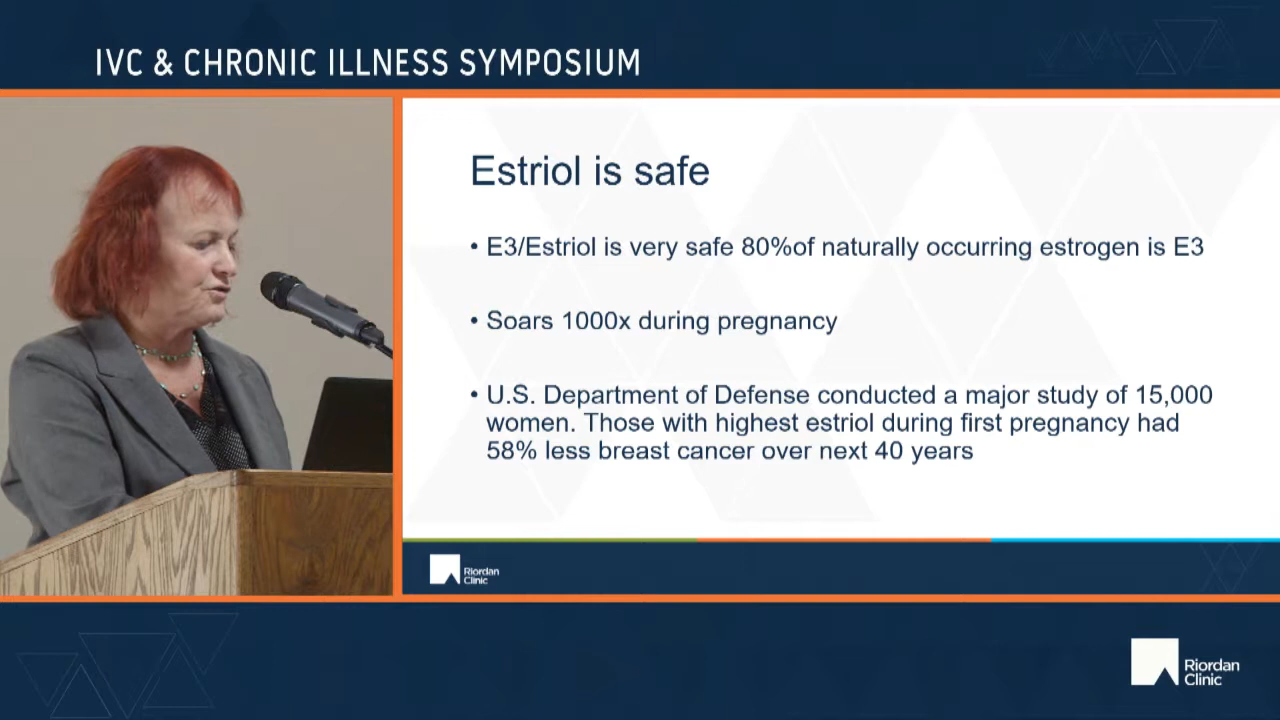 IVC & CHRONIC ILLNESS SYMPOSIUM
Estriol is safe
• E3/Estriol is very safe 80%of naturally occurring estrogen is E3
• Soars 1000x during pregnancy
• U.S. Department of Defense conducted a major study of 15,000
women. Those with highest estriol during first pregnancy had
58% less breast cancer over next 40 years
Riordan
Clinic
Riordan
Clinic